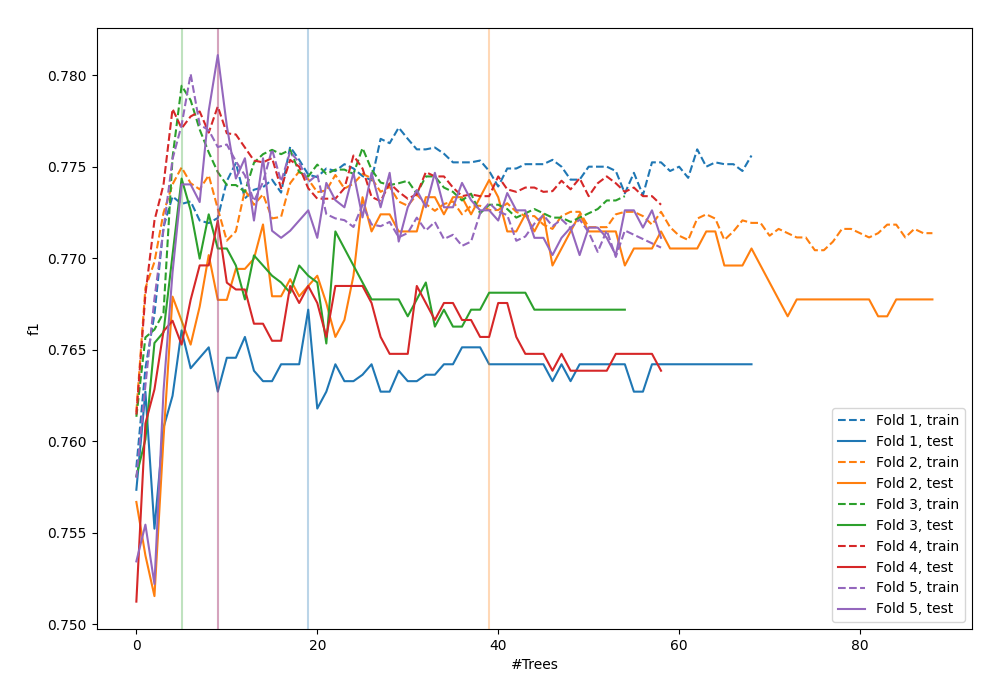 0.780
0.775
0.770
0.765
0.760
0.755
0.750
f1
0
20
40
60
80
#Trees
Fold 1, train
Fold 1, test
Fold 2, train
Fold 2, test
Fold 3, train
Fold 3, test
Fold 4, train
Fold 4, test
Fold 5, train
Fold 5, test